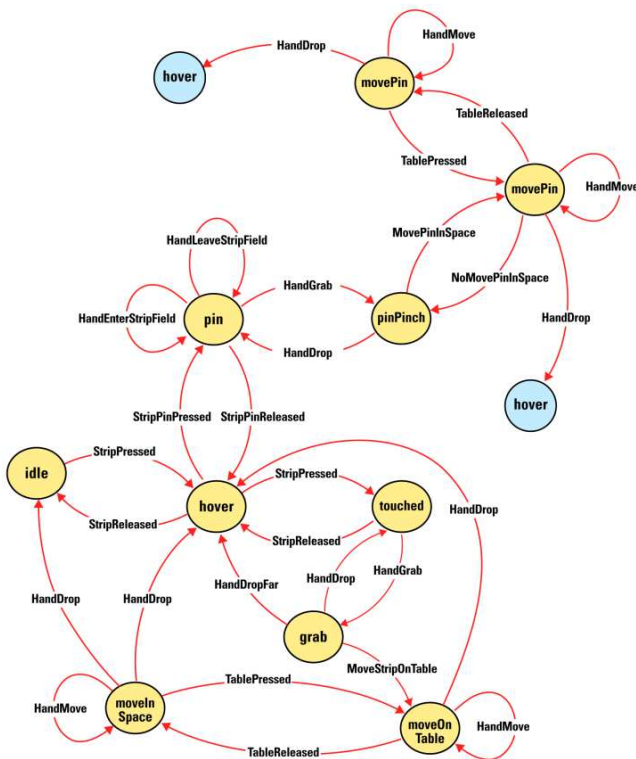 HandMove
HandDrop
hover
movePin
TableReleased
TablePressed
movePin
HandMove
MovePinInSpace
HandLeaveStripField
NoMovePinInSpace
HandGrab
HandEnterStripField
pin
pinPinch
HandDrop
HandDrop
hover
StripPinPressed
StripPinReleased
StripPressed
idle
StripPressed
hover
touched
HandDrop
StripReleased
StripReleased
HandDropFar
HandDrop
HandGrab
HandDrop
HandDrop
grab
MoveStripOnTable
TablePressed
moveIn
Space
HandMove
moveOn
Table
HandMove
TableReleased